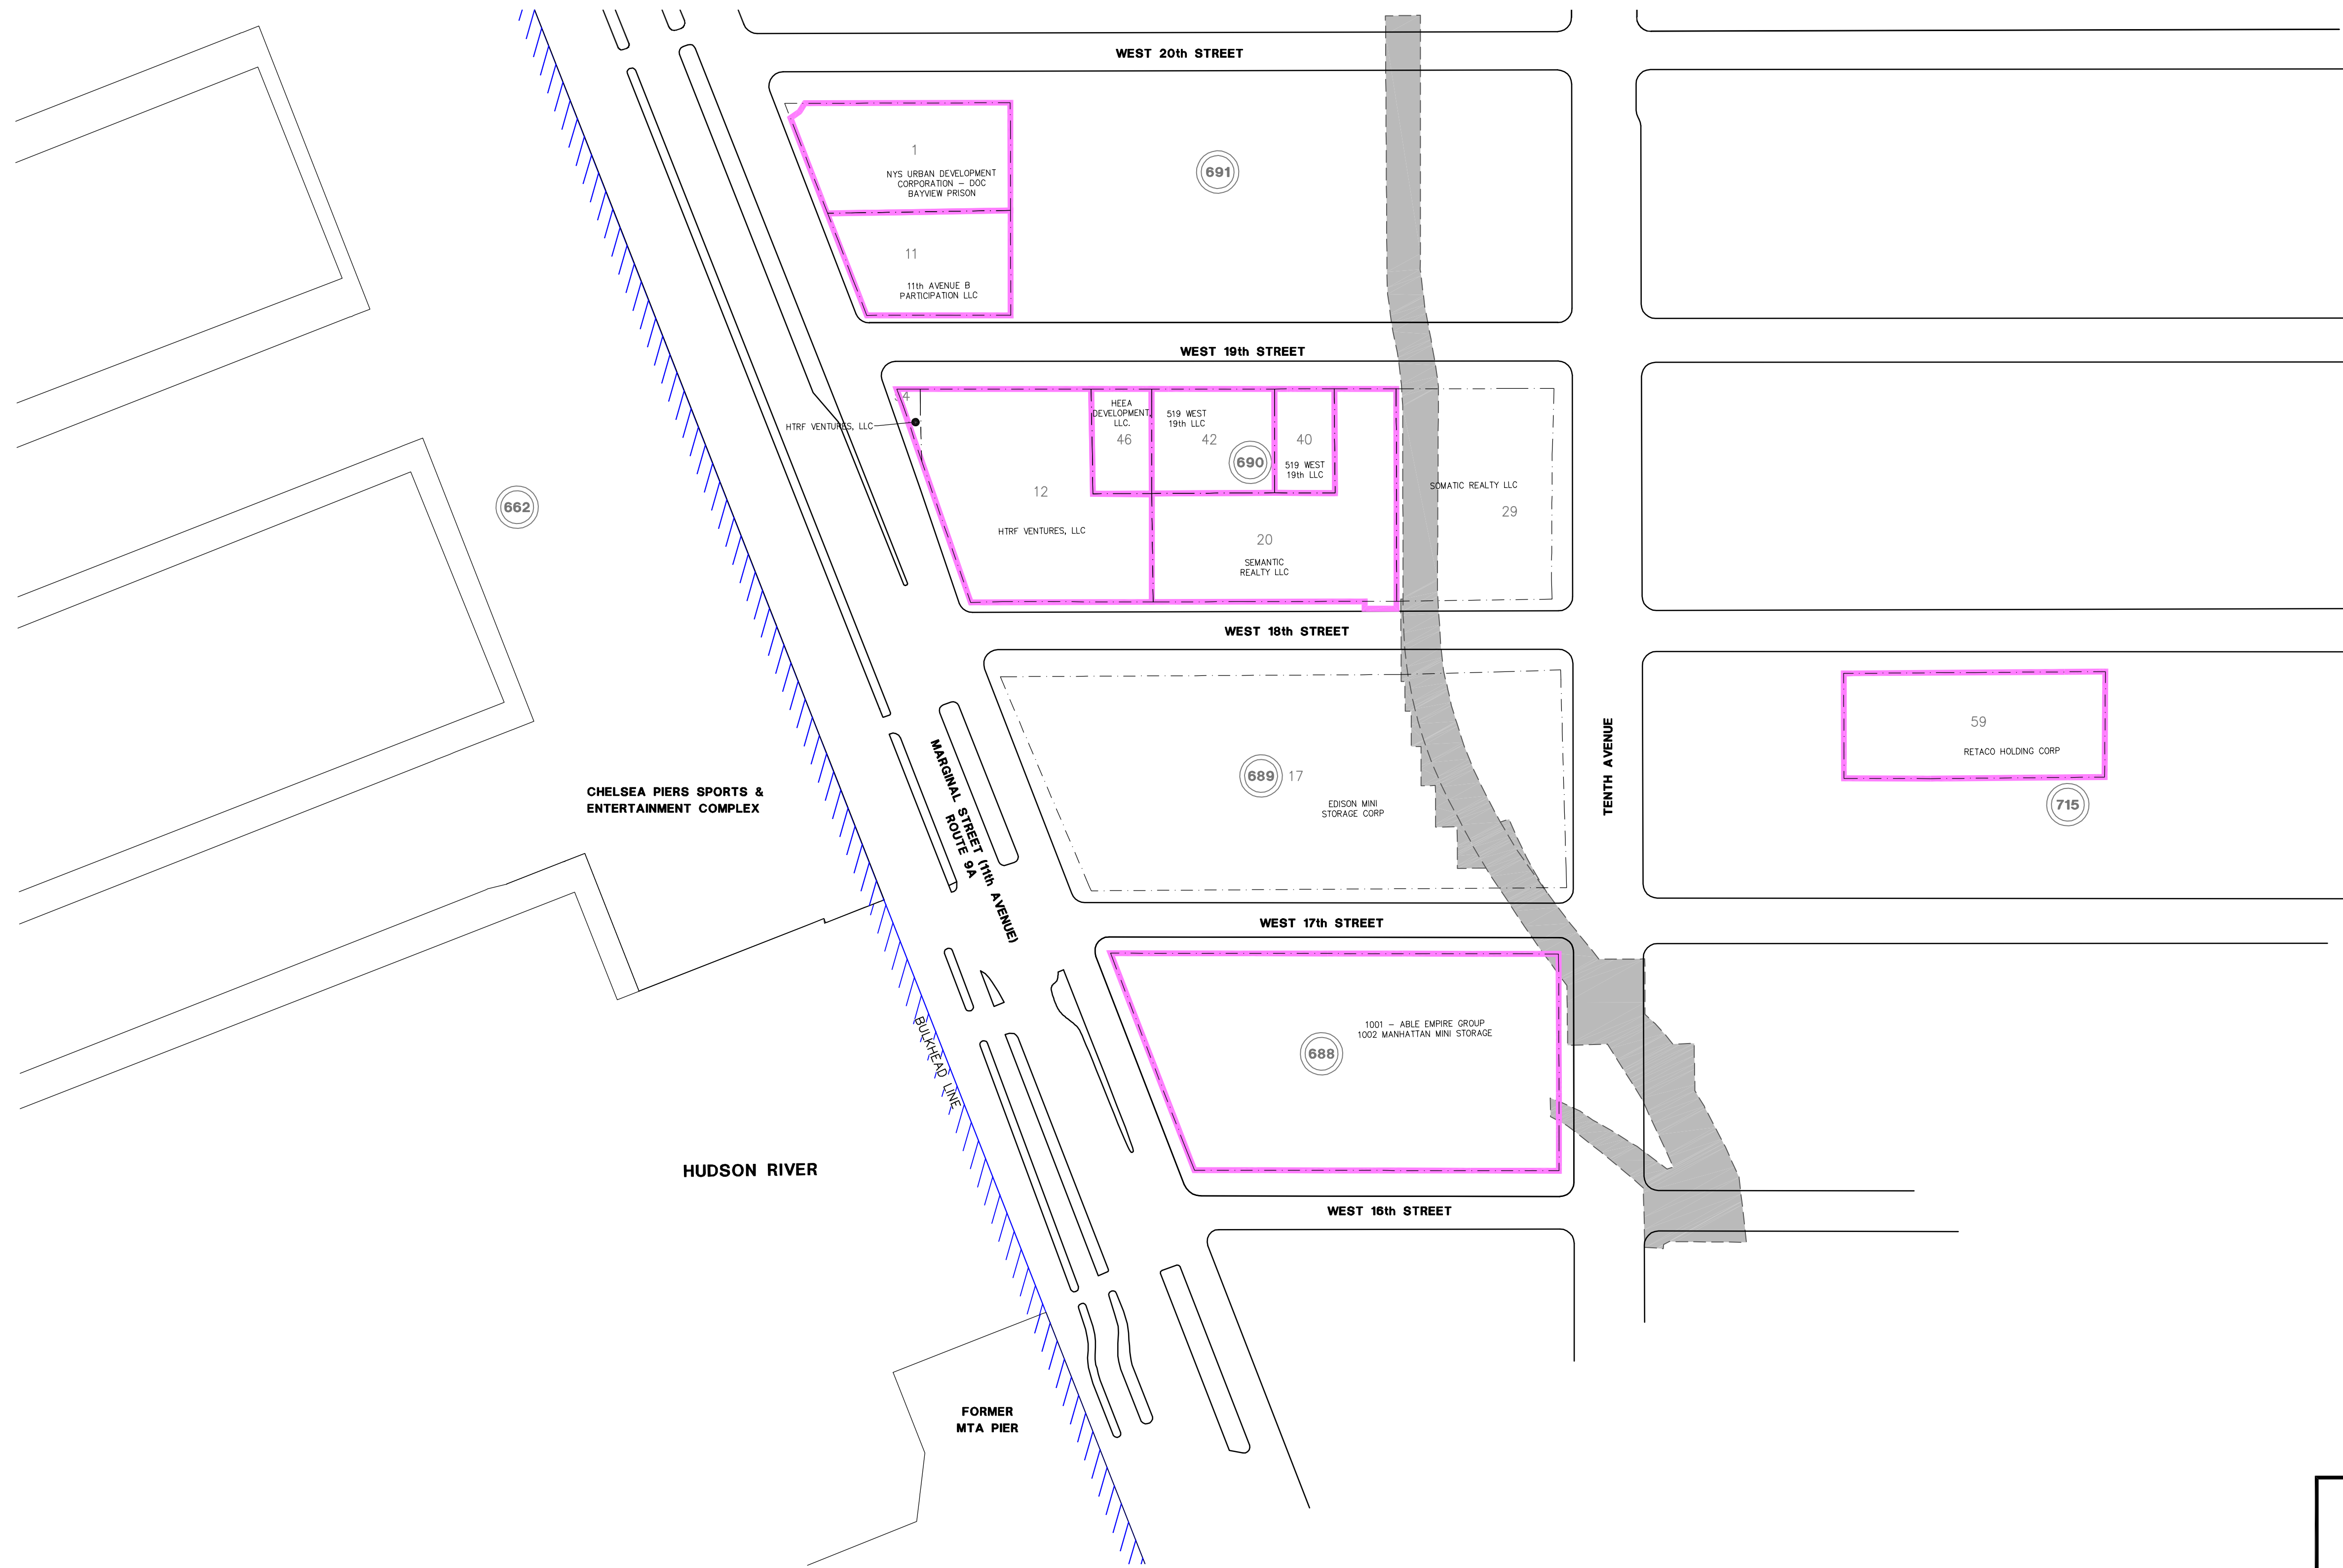 WEST 20th STREET
1
NYS URBAN DEVELOPMENT
CORPORATION – DOC
BAYVIEW PRISON
691
11
11th AVENUE B
PARTICIPATION LLC
WEST 19th STREET
54
HTRF VENTURES, LLC
HEEA
DEVELOPMENT,
LLC.
46
519 WEST
19th LLC
42
690
40
519 WEST
19th LLC
12
HTRF VENTURES, LLC
20
SEMANTIC
REALTY LLC
SOMATIC REALTY LLC
29
662
WEST 18th STREET
689
17
EDISON MINI
STORAGE CORP
TENTH AVENUE
59
RETACO HOLDING CORP
715
CHELSEA PIERS SPORTS &
ENTERTAINMENT COMPLEX
MARGINAL STREET (11th AVENUE)
ROUTE 9A
WEST 17th STREET
1001 – ABLE EMPIRE GROUP
1002 MANHATTAN MINI STORAGE
688
BULKHEAD LINE
HUDSON RIVER
WEST 16th STREET
FORMER
MTA PIER